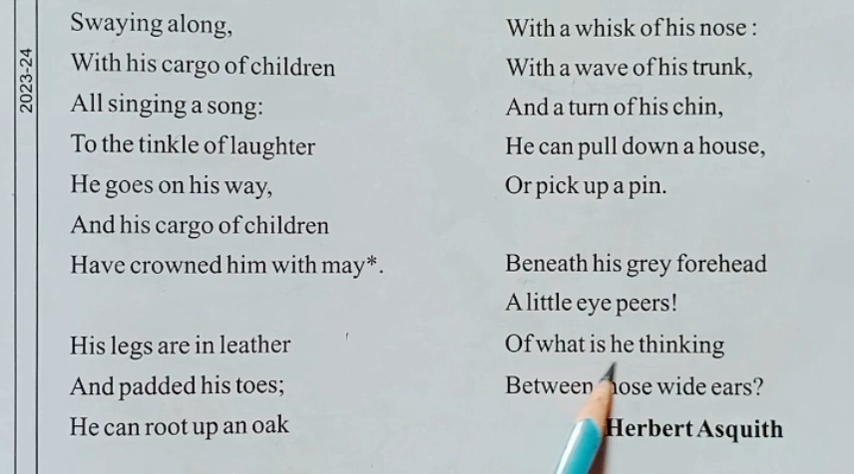 2023-24
Swaying along,
With his cargo of children
All singing a song:
To the tinkle of laughter
He goes on his way,
And his cargo of children
Have crowned him with may*.
His legs are in leather
And padded his toes;
He can root up an oak
With a whisk of his nose :
With a wave of his trunk,
And a turn of his chin,
He can pull down a house,
Or pick up a pin.
Beneath his grey forehead
A little eye peers!
Of what is he thinking
Between those wide ears?
Herbert Asquith